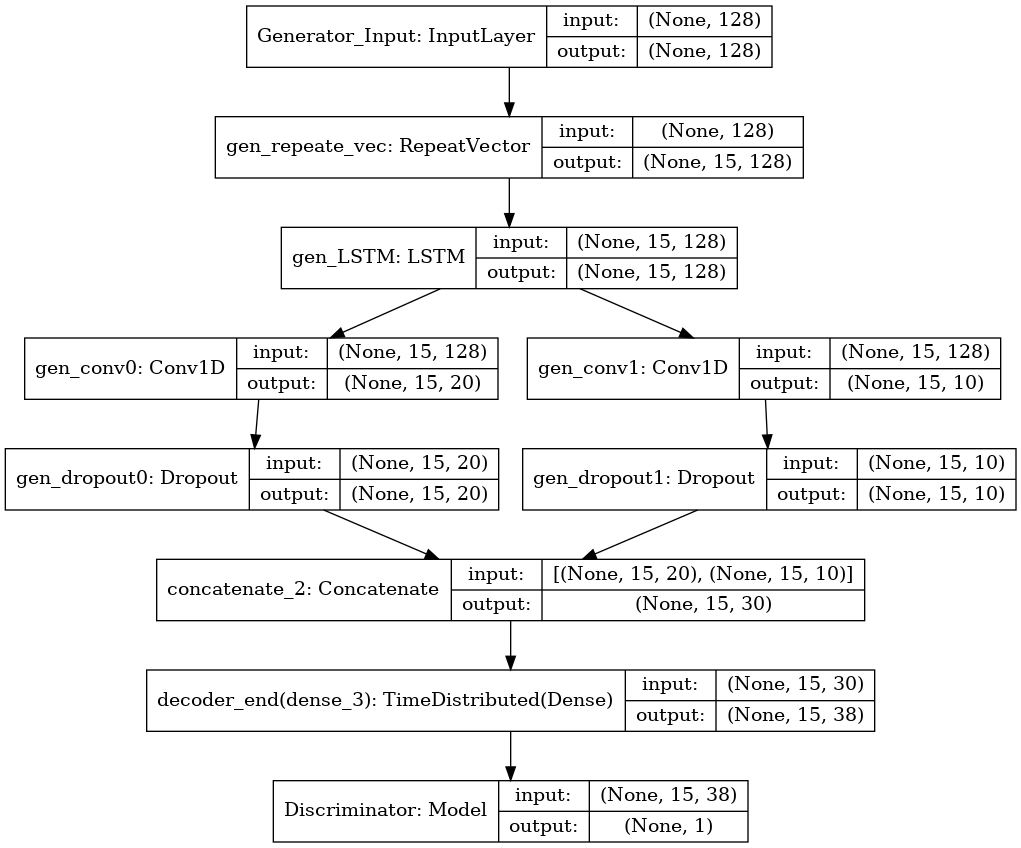 Generator_Input: InputLayer
input: (None, 128)
output: (None, 128)
gen_repeate_vec: RepeatVector
input: (None, 128)
output: (None, 15, 128)
gen_LSTM: LSTM
input: (None, 15, 128)
output: (None, 15, 128)
gen_conv0: Conv1D
input: (None, 15, 128)
output: (None, 15, 20)
gen_conv1: Conv1D
input: (None, 15, 128)
output: (None, 15, 10)
gen_dropout0: Dropout
input: (None, 15, 20)
output: (None, 15, 20)
gen_dropout1: Dropout
input: (None, 15, 10)
output: (None, 15, 10)
concatenate_2: Concatenate
input: [(None, 15, 20), (None, 15, 10)]
output: (None, 15, 30)
decoder_end(dense_3): TimeDistributed(Dense)
input: (None, 15, 30)
output: (None, 15, 38)
Discriminator: Model
input: (None, 15, 38)
output: (None, 1)